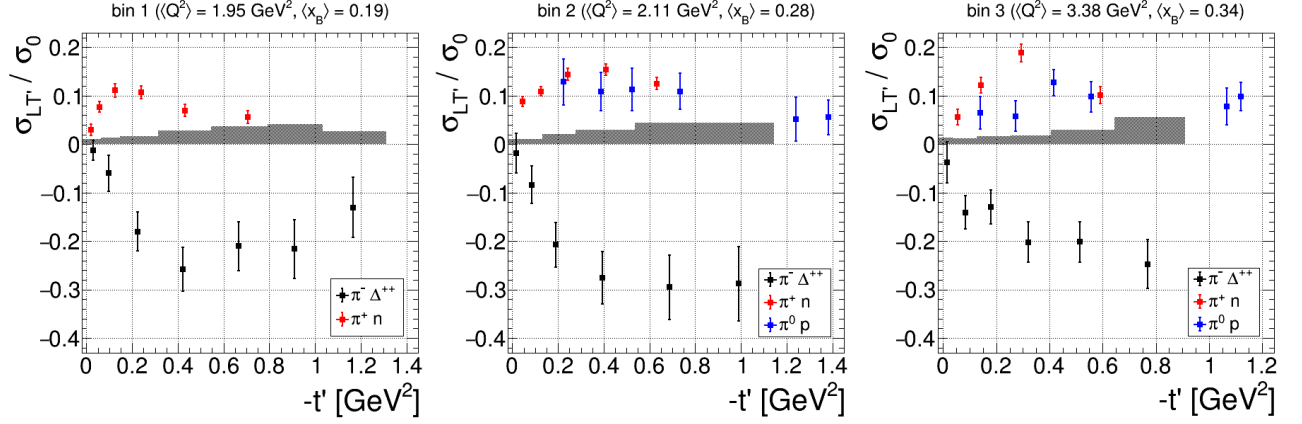 bin 1 (⟨Q²⟩ = 1.95 GeV², ⟨x_B⟩ = 0.19)
σ_LT' / σ_0
0.2
0.1
0
−0.1
−0.2
−0.3
−0.4
π⁻ Δ⁺⁺
π⁺ n
0 0.2 0.4 0.6 0.8 1 1.2 1.4
-t' [GeV²]
bin 2 (⟨Q²⟩ = 2.11 GeV², ⟨x_B⟩ = 0.28)
σ_LT' / σ_0
0.2
0.1
0
−0.1
−0.2
−0.3
−0.4
π⁻ Δ⁺⁺
π⁺ n
π⁰ p
0 0.2 0.4 0.6 0.8 1 1.2 1.4
-t' [GeV²]
bin 3 (⟨Q²⟩ = 3.38 GeV², ⟨x_B⟩ = 0.34)
σ_LT' / σ_0
0.2
0.1
0
−0.1
−0.2
−0.3
−0.4
π⁻ Δ⁺⁺
π⁺ n
π⁰ p
0 0.2 0.4 0.6 0.8 1 1.2
-t' [GeV²]